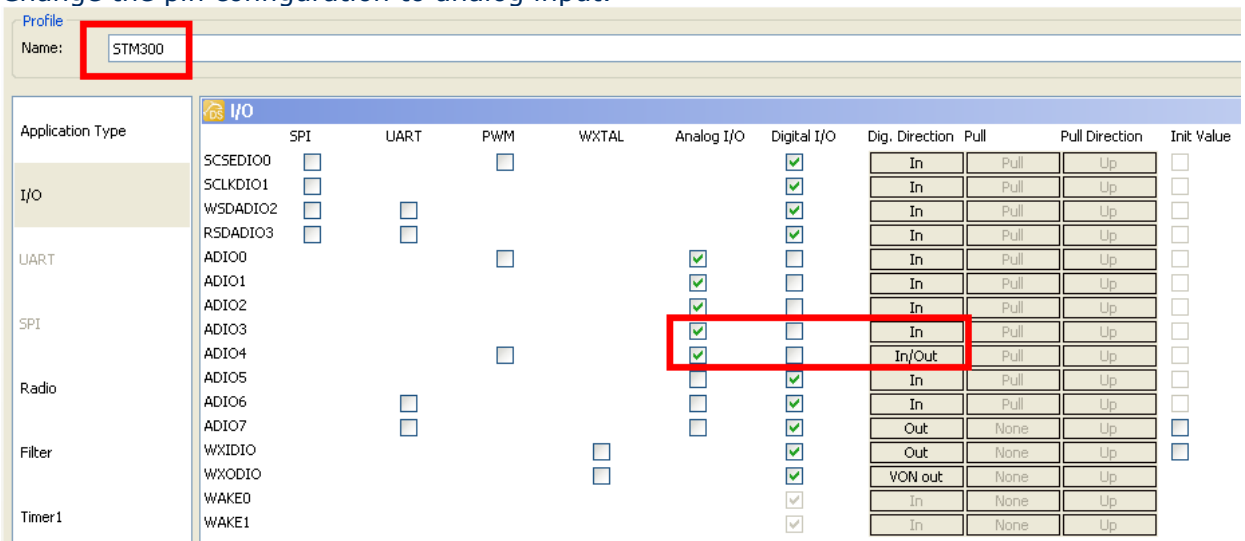 Change the pin configuration to analog input.
Profile
Name: STM300
Application Type
I/O
UART
SPI
Radio
Filter
Timer1
DS I/O
SPI UART PWM WXTAL Analog I/O Digital I/O Dig. Direction Pull Pull Direction Init Value
SCSEDIO0 In Pull Up
SCLKDIO1 In Pull Up
WSDADIO2 In Pull Up
RSDADIO3 In Pull Up
ADIO0 In Pull Up
ADIO1 In Pull Up
ADIO2 In Pull Up
ADIO3 In Pull Up
ADIO4 In/Out Pull Up
ADIO5 In Pull Up
ADIO6 In Pull Up
ADIO7 Out None Up
WXIDIO Out None Up
WXODIO VON out None Up
WAKE0 In None Up
WAKE1 In None Up